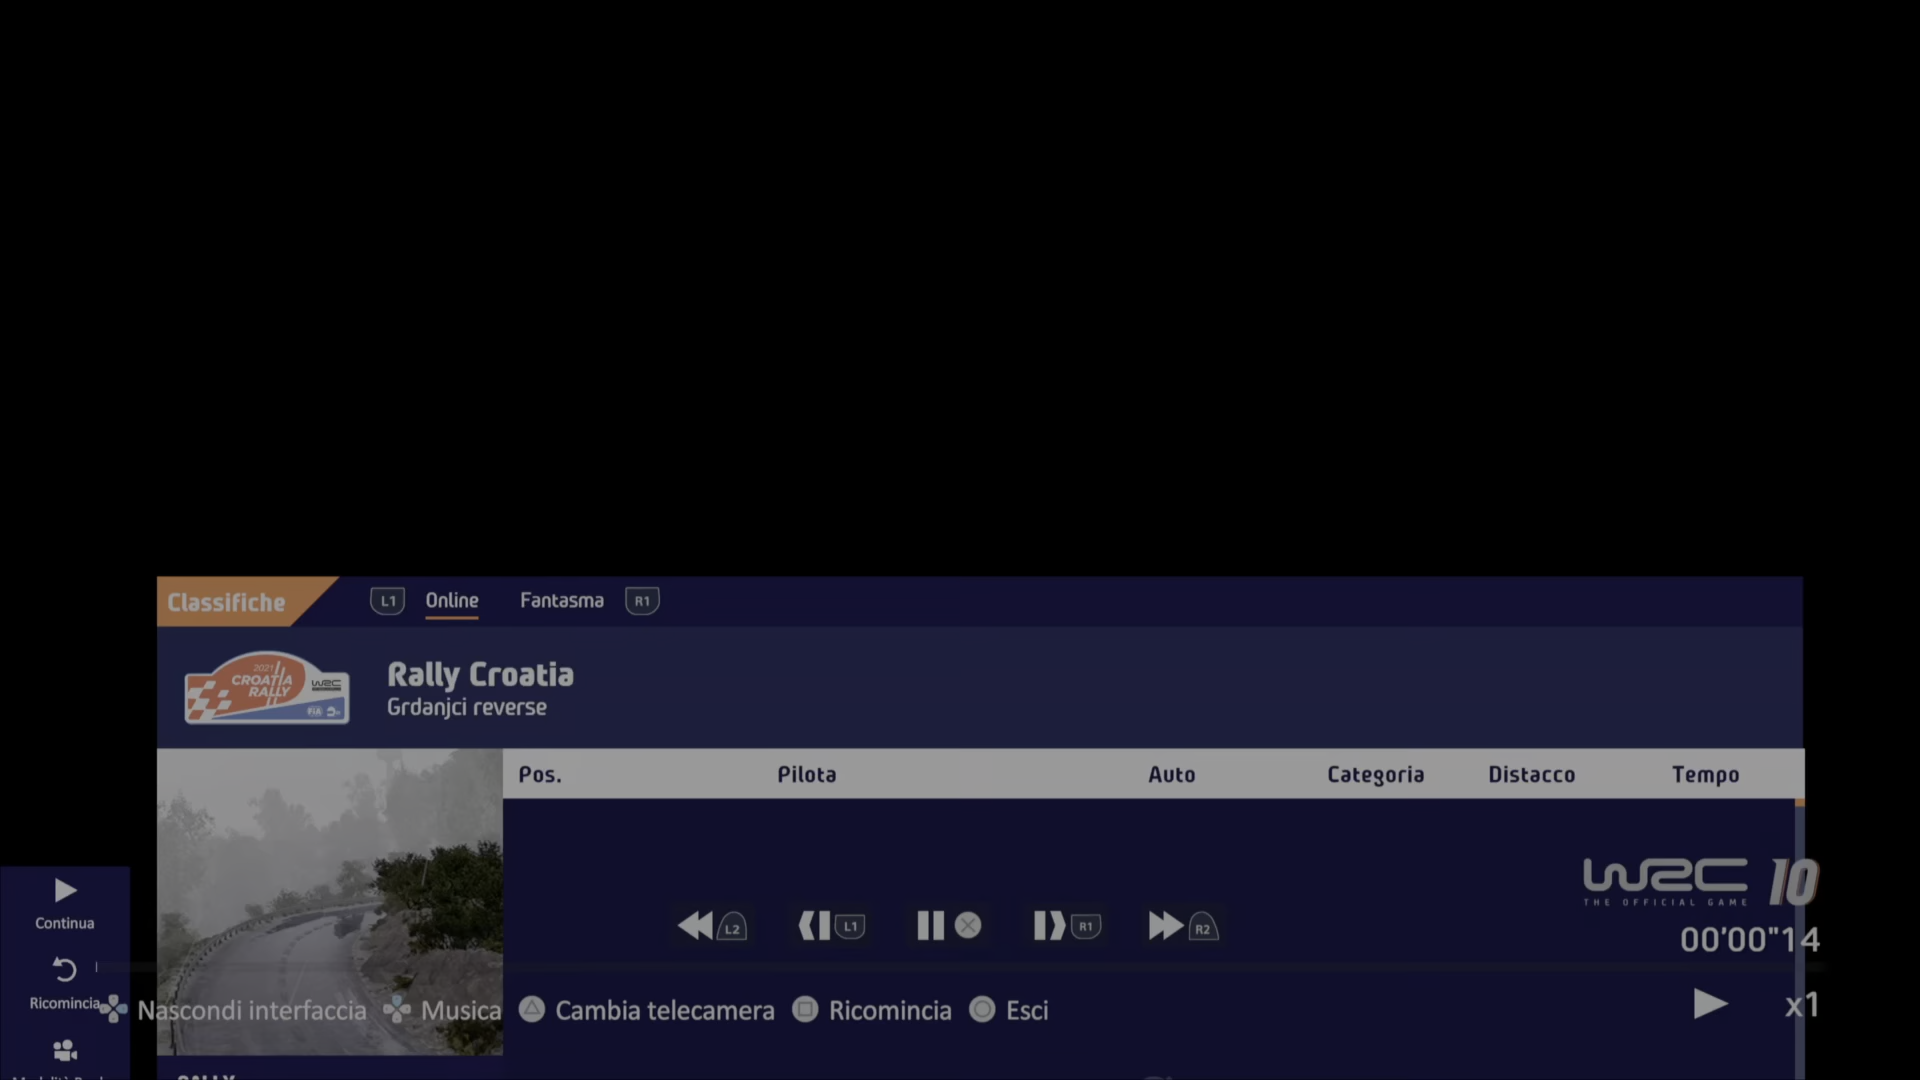 Classifiche L1 Online Fantasma R1
2021
CROATIA
RALLY
WRC
FIA
Rally Croatia
Grdanjci reverse
Pos. Pilota Auto Categoria Distacco Tempo
WRC 10
THE OFFICIAL GAME
Continua
L2 L1 R1 R2
00'00"14
Ricomincia
Nascondi interfaccia Musica Cambia telecamera Ricomincia Esci x1